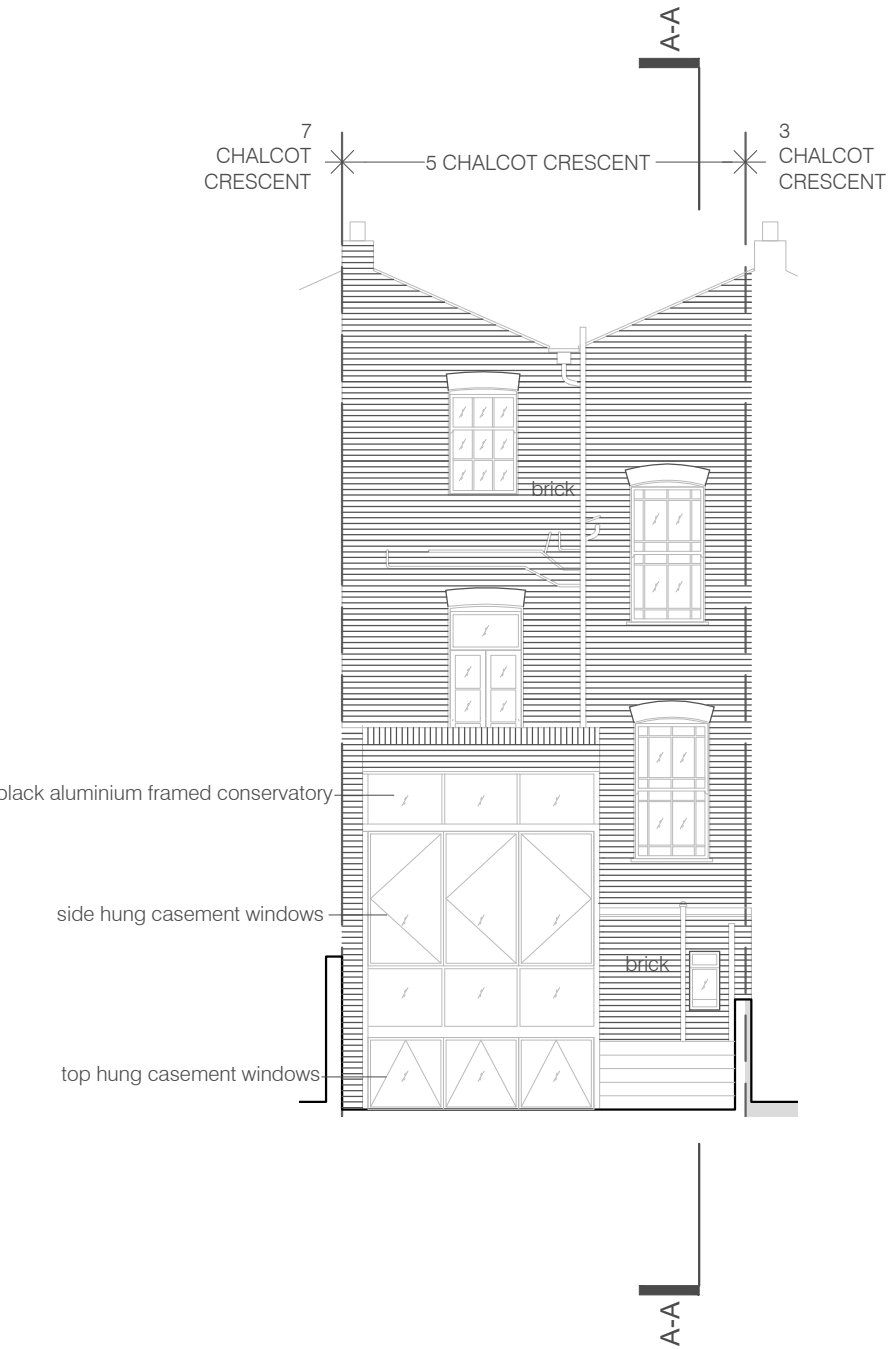 A-A
7
CHALCOT
CRESCENT
5 CHALCOT CRESCENT
3
CHALCOT
CRESCENT
brick
black aluminium framed conservatory
side hung casement windows
brick
top hung casement windows
A-A